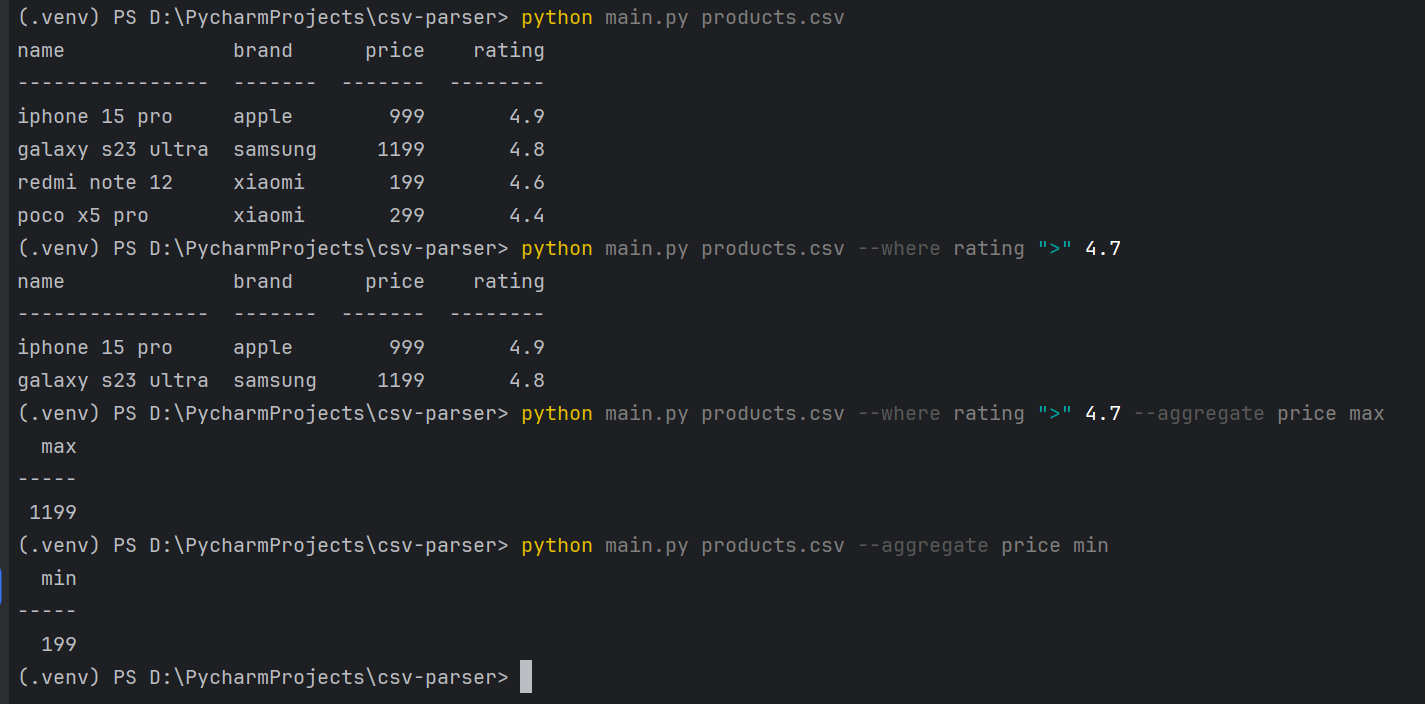 (.venv) PS D:\PycharmProjects\csv-parser> python main.py products.csv
name              brand      price    rating
----------------  -------  -------  --------
iphone 15 pro     apple        999       4.9
galaxy s23 ultra  samsung     1199       4.8
redmi note 12     xiaomi       199       4.6
poco x5 pro       xiaomi       299       4.4
(.venv) PS D:\PycharmProjects\csv-parser> python main.py products.csv --where rating ">" 4.7
name              brand      price    rating
----------------  -------  -------  --------
iphone 15 pro     apple        999       4.9
galaxy s23 ultra  samsung     1199       4.8
(.venv) PS D:\PycharmProjects\csv-parser> python main.py products.csv --where rating ">" 4.7 --aggregate price max
  max
-----
 1199
(.venv) PS D:\PycharmProjects\csv-parser> python main.py products.csv --aggregate price min
  min
-----
  199
(.venv) PS D:\PycharmProjects\csv-parser>